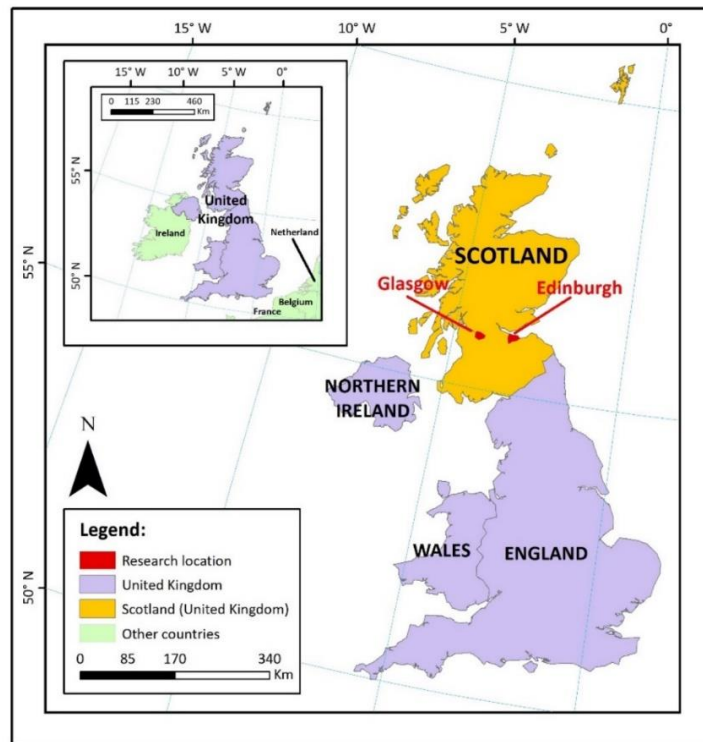 15° W
10° W
5° W
0°
15° W
10° W
5° W
0°
0 115 230 460
Km
55° N
50° N
United
Kingdom
Ireland
Netherland
Belgium
France
55° N
50° N
SCOTLAND
Glasgow
Edinburgh
NORTHERN
IRELAND
WALES
ENGLAND
N
Legend:
Research location
United Kingdom
Scotland (United Kingdom)
Other countries
0 85 170 340
Km